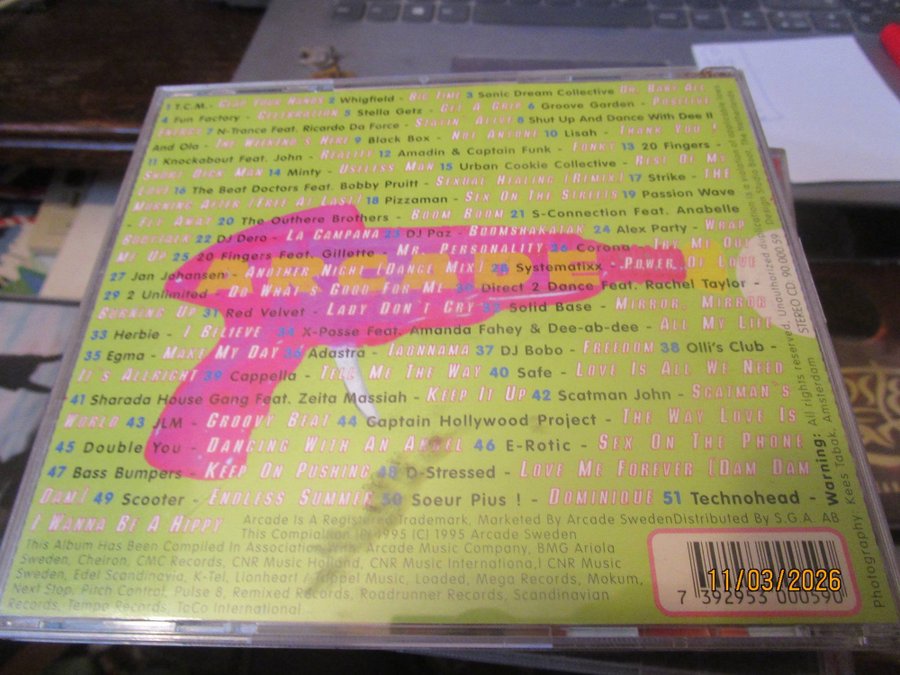 1 T.C.M. - Clap Your Hands 2 Whigfield - Big Time 3 Sonic Dream Collective Oh, Baby All
4 Fun Factory - Celebration 5 Stella Getz - Get A Grip 6 Groove Garden - Positive
Energy 7 N-Trance Feat. Ricardo Da Force - Stayin' Alive 8 Shut Up And Dance With Dee II
And Ola - The Weekend's Here 9 Black Box - Not Anyone 10 Lisah - Thank You
11 Knockabout Feat. John - Reality 12 Amadin & Captain Funk - Funky 13 20 Fingers -
Short Dick Man 14 Minty - Useless Man 15 Urban Cookie Collective - Rest Of My
Love 16 The Beat Doctors Feat. Bobby Pruitt - Sexual Healing (Remix) 17 Strike - The
Morning After (Free At Last) 18 Pizzaman - Sex On The Streets 19 Passion Wave
- Fly Away 20 The Outhere Brothers - Boom Boom 21 S-Connection Feat. Anabelle
Bodytalk 22 DJ Dero - La Campana 23 DJ Paz - Boomshakatak 24 Alex Party - Wrap
Me Up 25 20 Fingers Feat. Gillette - Mr. Personality 26 Corona - Try Me Out
27 Jan Johansen - Another Night (Dance Mix) 28 Systematixx - Power Of Love
29 2 Unlimited - Do What's Good For Me 30 Direct 2 Dance Feat. Rachel Taylor -
Burning Up 31 Red Velvet - Lady Don't Cry 32 Solid Base - Mirror, Mirror
33 Herbie - I Believe 34 X-Posse Feat. Amanda Fahey & Dee-ab-dee - All My Life
35 Egma - Make My Day 36 Adastra - Taonnama 37 DJ Bobo - Freedom 38 Olli's Club -
It's Allright 39 Cappella - Tell Me The Way 40 Safe - Love Is All We Need
41 Sharada House Gang Feat. Zeita Massiah - Keep It Up 42 Scatman John - Scatman's
World 43 JLM - Groovy Beat 44 Captain Hollywood Project - The Way Love Is
45 Double You - Dancing With An Angel 46 E-Rotic - Sex On The Phone
47 Bass Bumpers - Keep On Pushing 48 D-Stressed - Love Me Forever (Dam Dam
Dam) 49 Scooter - Endless Summer 50 Soeur Pius ! - Dominique 51 Technohead -
I Wanna Be A Hippy
ARCADE
Arcade Is A Registered Trademark, Marketed By Arcade SwedenDistributed By S.G.A. AB
This Compilation (P) 1995 (C) 1995 Arcade Sweden
This Album Has Been Compiled In Association Arcade Music Company, BMG Ariola
Sweden, Cheiron, CMC Records, CNR Music Holland, CNR Music Internationa,l CNR Music
Sweden, Edel Scandinavia, K-Tel, Lionheart / Music, Loaded, Mega Records, Mokum,
Next Stop, Pitch Control, Pulse 8, Remixed Records, Roadrunner Records, Scandinavian
Records, Tempo Records, ToCo International
STEREO CD 90 000 59
Warning: All rights reserved. Unauthorized duplication is a violation of applicable laws
Photography: Kees Tabak, Amsterdam
Design Studio Beat, The Netherlands
7 392953 000590
11/03/2026